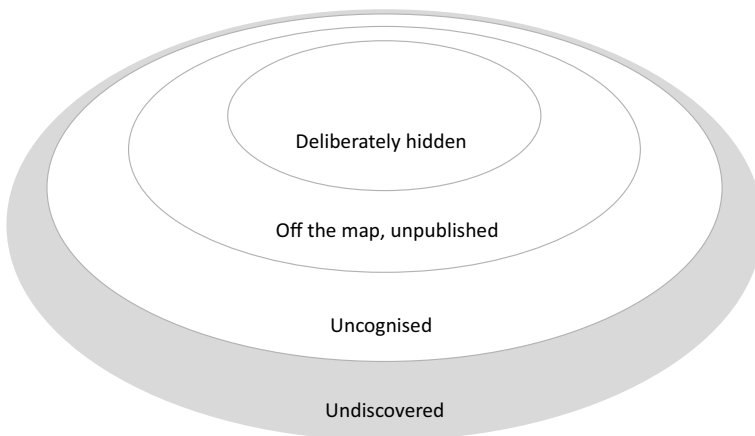 Deliberately hidden
Off the map, unpublished
Uncognised
Undiscovered